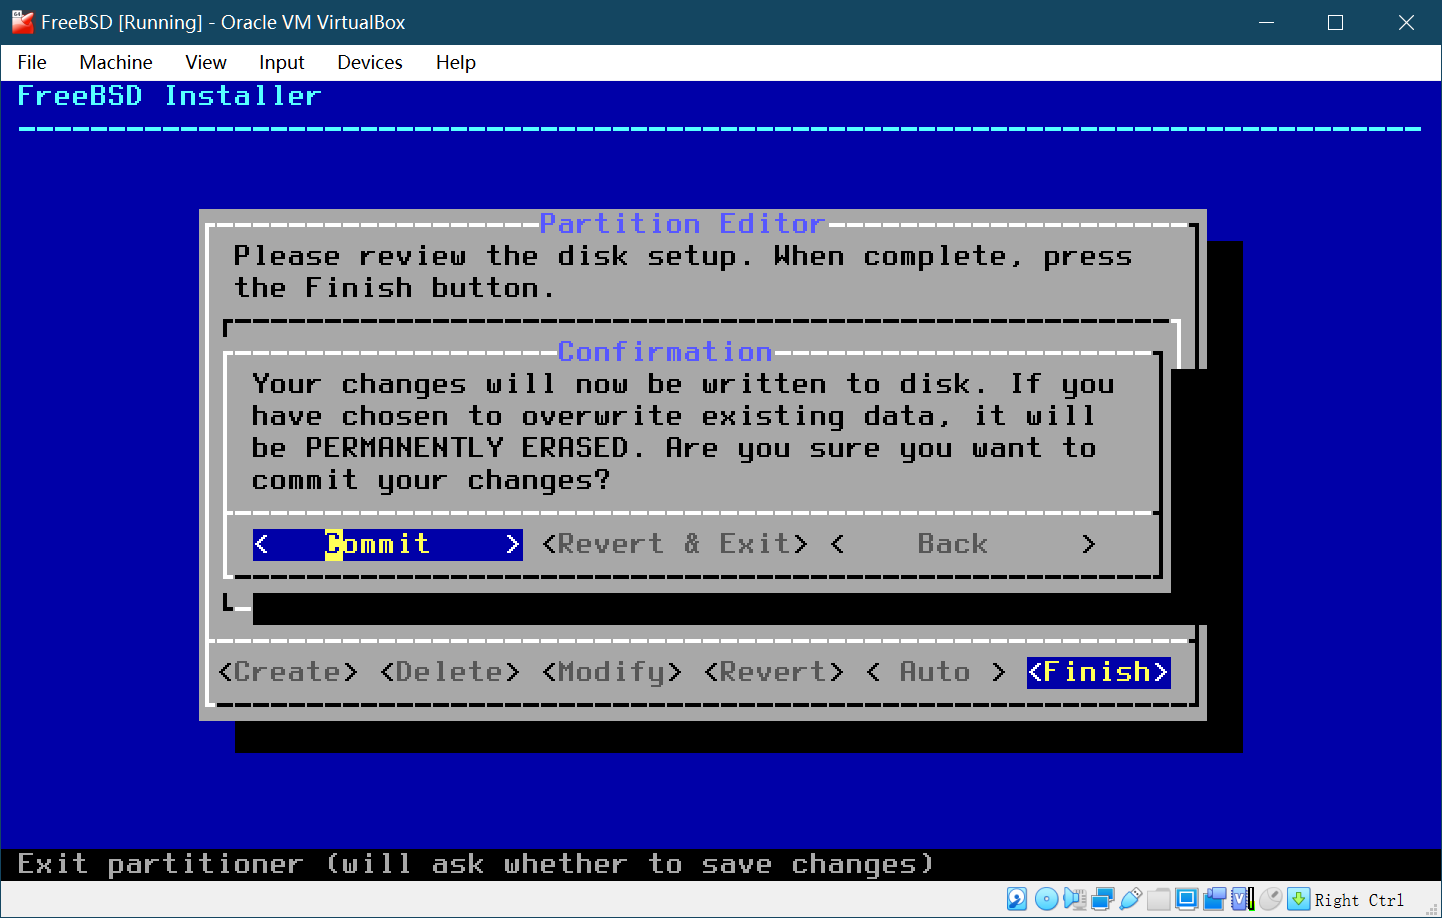 FreeBSD [Running] - Oracle VM VirtualBox
File Machine View Input Devices Help
FreeBSD Installer
Partition Editor
Please review the disk setup. When complete, press
the Finish button.
Confirmation
Your changes will now be written to disk. If you
have chosen to overwrite existing data, it will
be PERMANENTLY ERASED. Are you sure you want to
commit your changes?
< Commit > <Revert & Exit> < Back >
<Create> <Delete> <Modify> <Revert> < Auto > <Finish>
Exit partitioner (will ask whether to save changes)
Right Ctrl